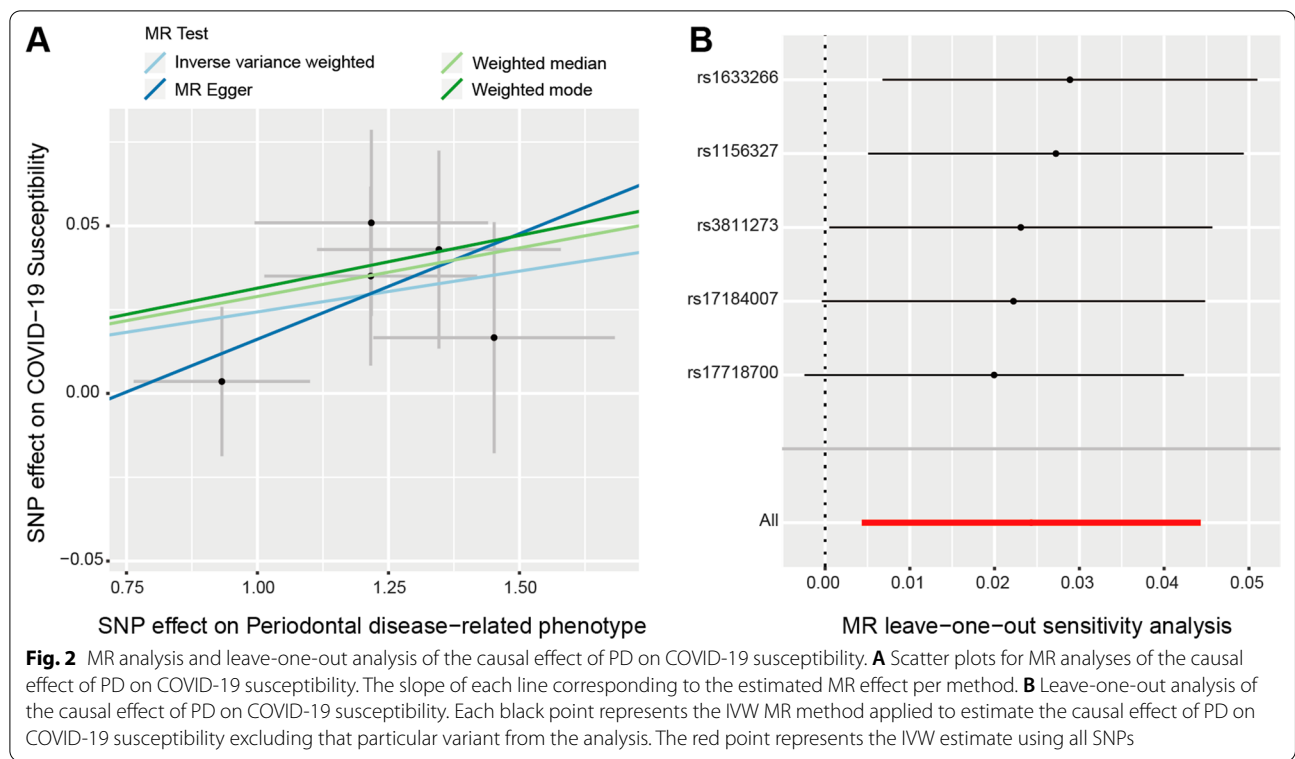 A
MR Test
Inverse variance weighted
Weighted median
MR Egger
Weighted mode
SNP effect on COVID−19 Susceptibility
0.05
0.00
−0.05
0.75 1.00 1.25 1.50
SNP effect on Periodontal disease−related phenotype
B
rs1633266
rs1156327
rs3811273
rs17184007
rs17718700
All
0.00 0.01 0.02 0.03 0.04 0.05
MR leave−one−out sensitivity analysis
Fig. 2 MR analysis and leave-one-out analysis of the causal effect of PD on COVID-19 susceptibility. A Scatter plots for MR analyses of the causal
effect of PD on COVID-19 susceptibility. The slope of each line corresponding to the estimated MR effect per method. B Leave-one-out analysis of
the causal effect of PD on COVID-19 susceptibility. Each black point represents the IVW MR method applied to estimate the causal effect of PD on
COVID-19 susceptibility excluding that particular variant from the analysis. The red point represents the IVW estimate using all SNPs